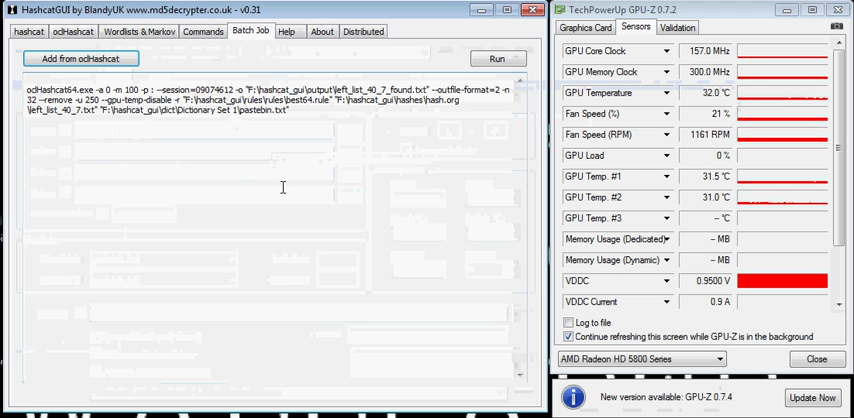 HashcatGUI by BlandyUK www.md5decrypter.co.uk - v0.31
hashcat oclHashcat Wordlists & Markov Commands Batch Job Help About Distributed
Add from oclHashcat
Run
oclHashcat64.exe -a 0 -m 100 -p : --session=09074612 -o "F:\hashcat_gui\output\left_list_40_7_found.txt" --outfile-format=2 -n
32 --remove -u 250 --gpu-temp-disable -r "F:\hashcat_gui\rules\rules\best64.rule" "F:\hashcat_gui\hashes\hash.org
\left_list_40_7.txt" "F:\hashcat_gui\dict\Dictionary Set 1\pastebin.txt"
TechPowerUp GPU-Z 0.7.2
Graphics Card Sensors Validation
GPU Core Clock 157.0 MHz
GPU Memory Clock 300.0 MHz
GPU Temperature 32.0 °C
Fan Speed (%) 21 %
Fan Speed (RPM) 1161 RPM
GPU Load 0 %
GPU Temp. #1 31.5 °C
GPU Temp. #2 31.0 °C
GPU Temp. #3 -- °C
Memory Usage (Dedicated) -- MB
Memory Usage (Dynamic) -- MB
VDDC 0.9500 V
VDDC Current 0.9 A
Log to file
Continue refreshing this screen while GPU-Z is in the background
AMD Radeon HD 5800 Series
Close
New version available: GPU-Z 0.7.4
Update Now